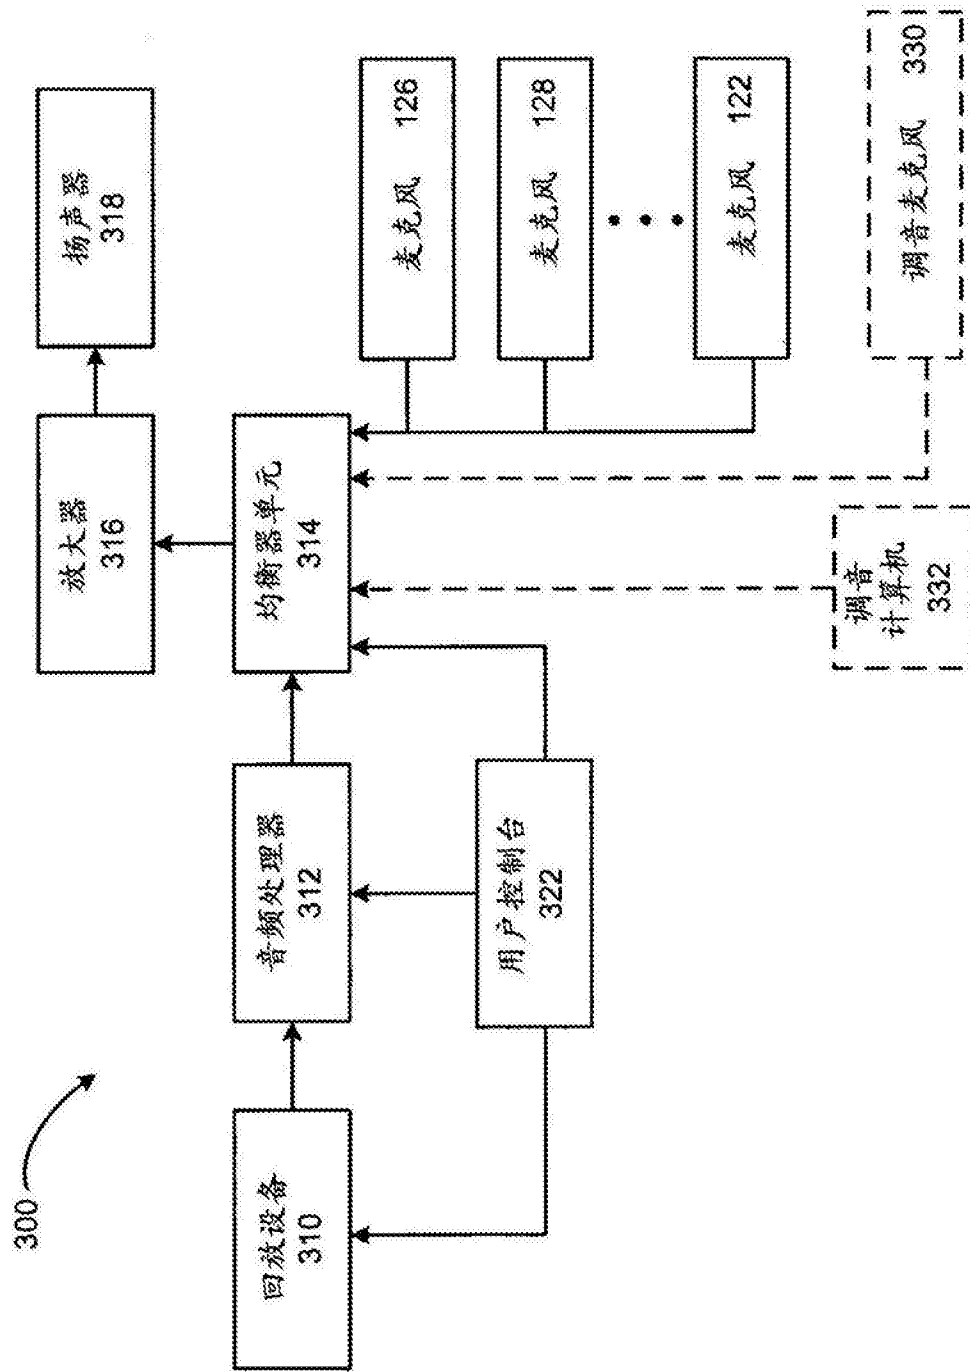 300
回放设备
310
音频处理器
312
均衡器单元
314
放大器
316
扬声器
318
用户控制台
322
麦克风 126
麦克风 128
麦克风 122
调音麦克风 330
调音
计算机
332